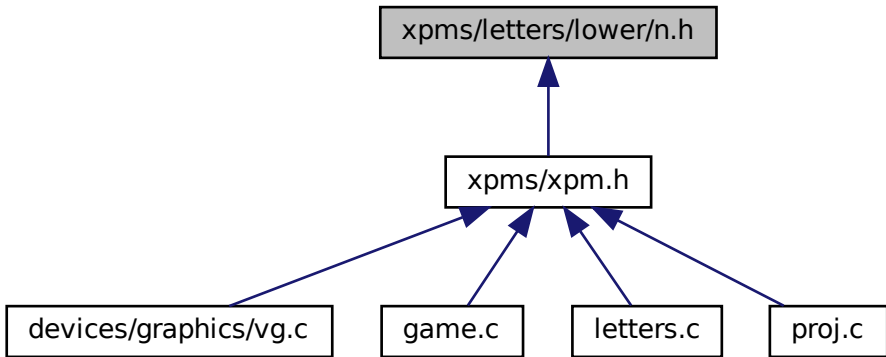 xpms/letters/lower/n.h
xpms/xpm.h
devices/graphics/vg.c
game.c
letters.c
proj.c